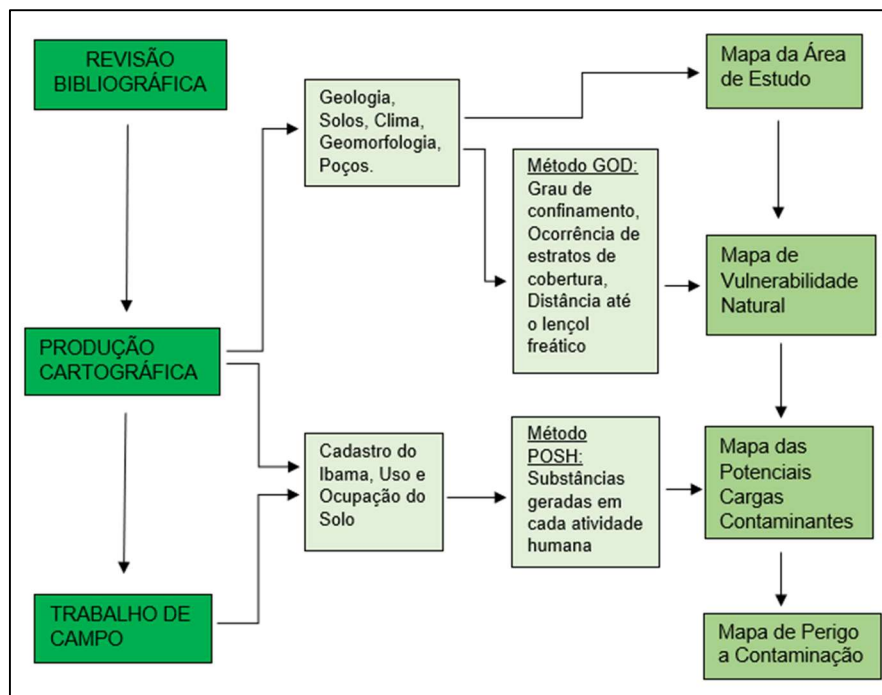 REVISÃO
BIBLIOGRÁFICA
Geologia,
Solos, Clima,
Geomorfologia,
Poços.
Mapa da Área
de Estudo
Método GOD:
Grau de
confinamento,
Ocorrência de
estratos de
cobertura,
Distância até
o lençol
freático
Mapa de
Vulnerabilidade
Natural
PRODUÇÃO
CARTOGRÁFICA
Cadastro do
Ibama, Uso e
Ocupação do
Solo
Método
POSH:
Substâncias
geradas em
cada atividade
humana
Mapa das
Potenciais
Cargas
Contaminantes
TRABALHO DE
CAMPO
Mapa de Perigo
a Contaminação